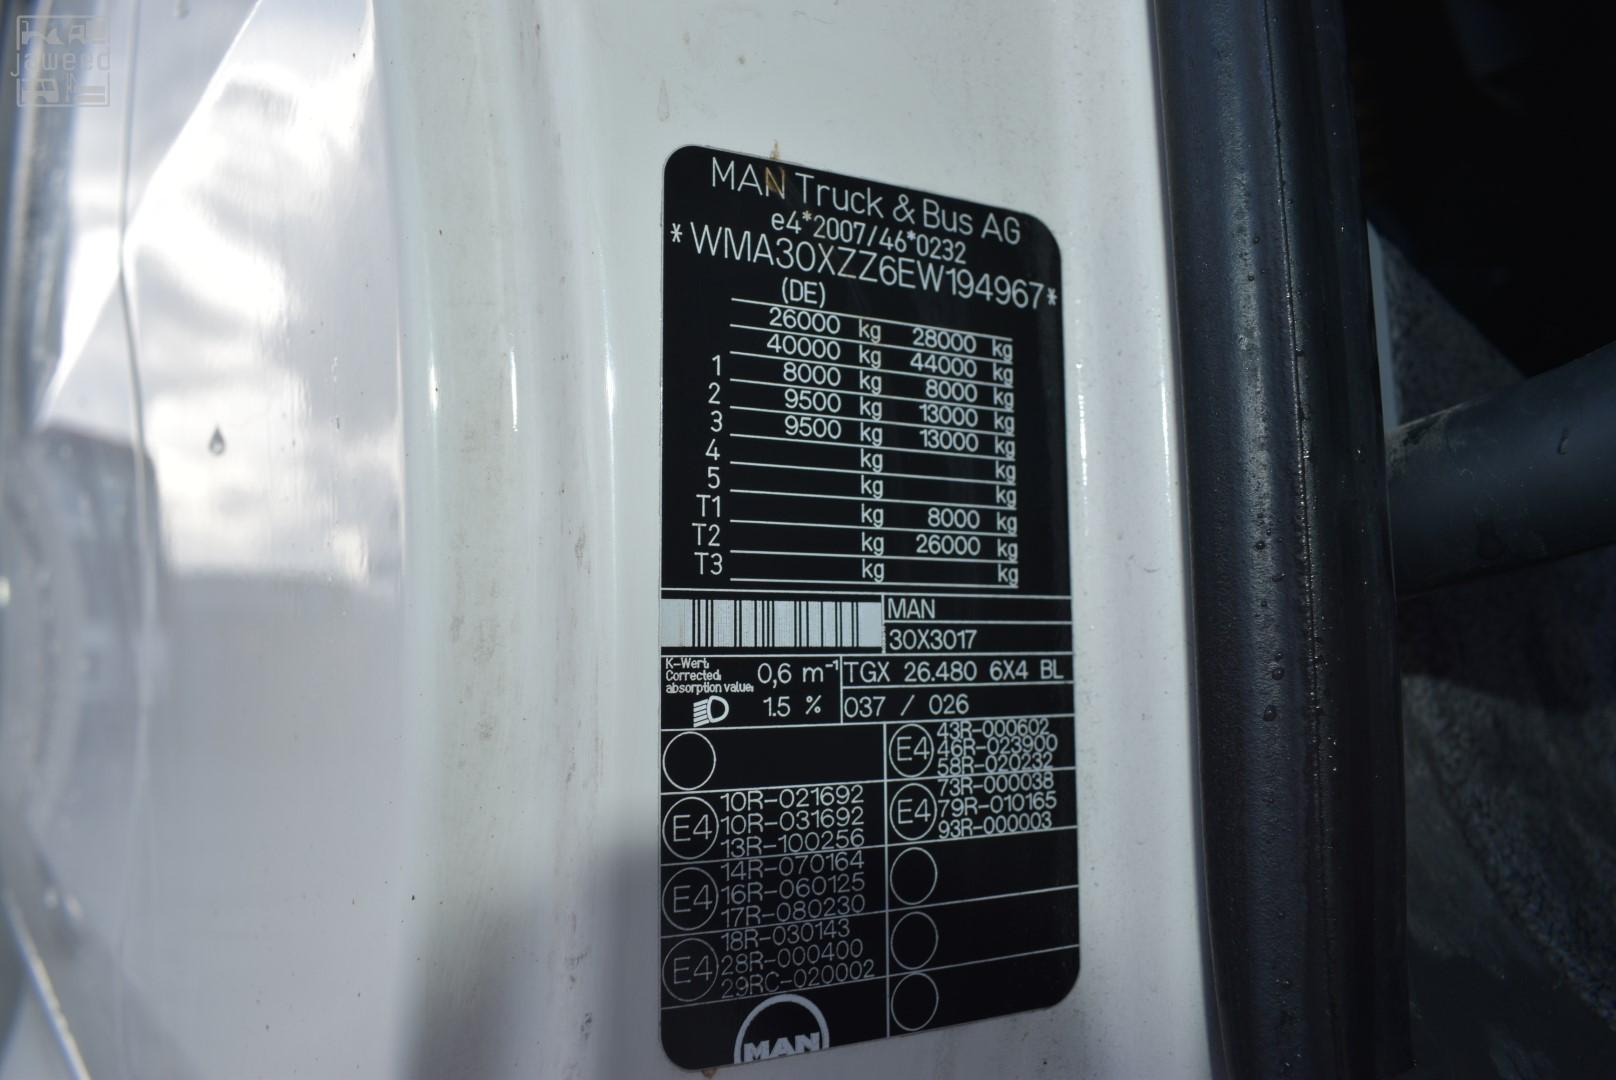 jaweed
MAN Truck & Bus AG
e4*2007/46*0232
*WMA30XZZ6EW194967*
(DE)
26000 kg 28000 kg
40000 kg 44000 kg
1 8000 kg 8000 kg
2 9500 kg 13000 kg
3 9500 kg 13000 kg
4 kg kg
5 kg kg
T1 kg 8000 kg
T2 kg 26000 kg
T3 kg kg
MAN
30X3017
K-Wert:
Corrected:
absorption value:
0,6 m⁻¹
TGX 26.480 6X4 BL
1.5 %
037 / 026
E4
43R-000602
46R-023900
58R-020232
E4
73R-000038
79R-010165
93R-000003
E4
10R-021692
10R-031692
13R-100256
E4
14R-070164
16R-060125
17R-080230
E4
18R-030143
28R-000400
29RC-020002
MAN